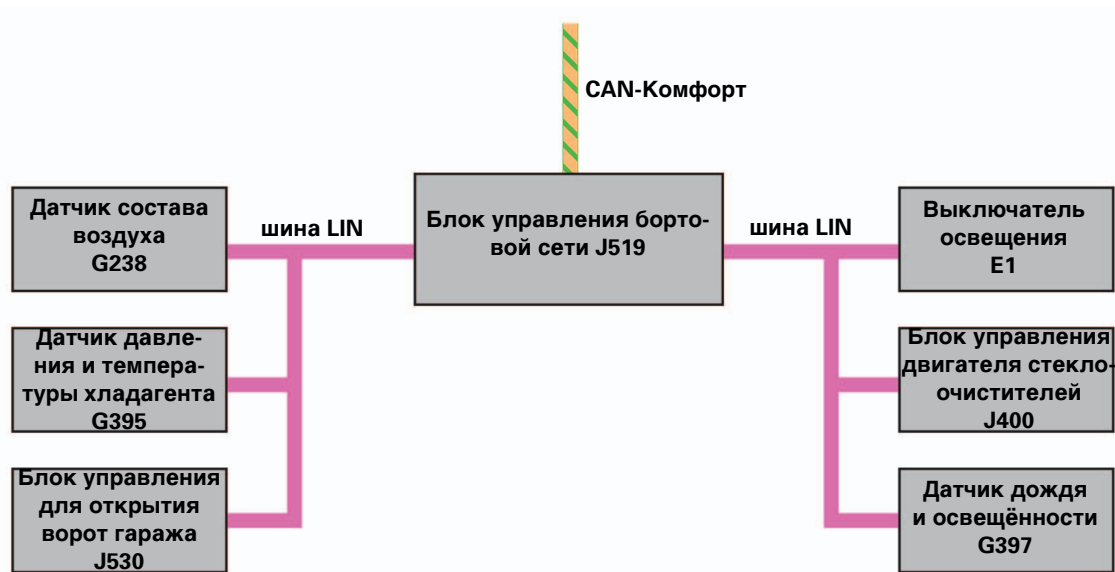 CAN-Комфорт
Датчик состава
воздуха
G238
шина LIN
Блок управления борто-
вой сети J519
шина LIN
Выключатель
освещения
E1
Датчик давле-
ния и темпера-
туры хладагента
G395
Блок управления
двигателя стекло-
очистителей
J400
Блок управления
для открытия
ворот гаража
J530
Датчик дождя
и освещённости
G397